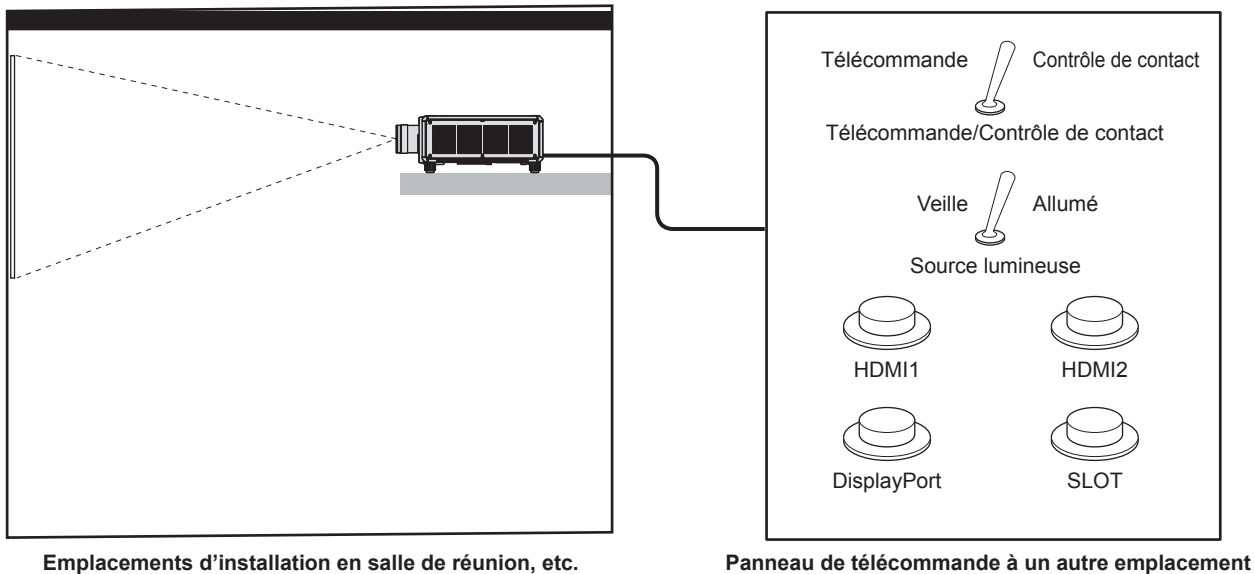 Télécommande
Contrôle de contact
Télécommande/Contrôle de contact
Veille
Allumé
Source lumineuse
HDMI1
HDMI2
DisplayPort
SLOT
Emplacements d’installation en salle de réunion, etc.
Panneau de télécommande à un autre emplacement